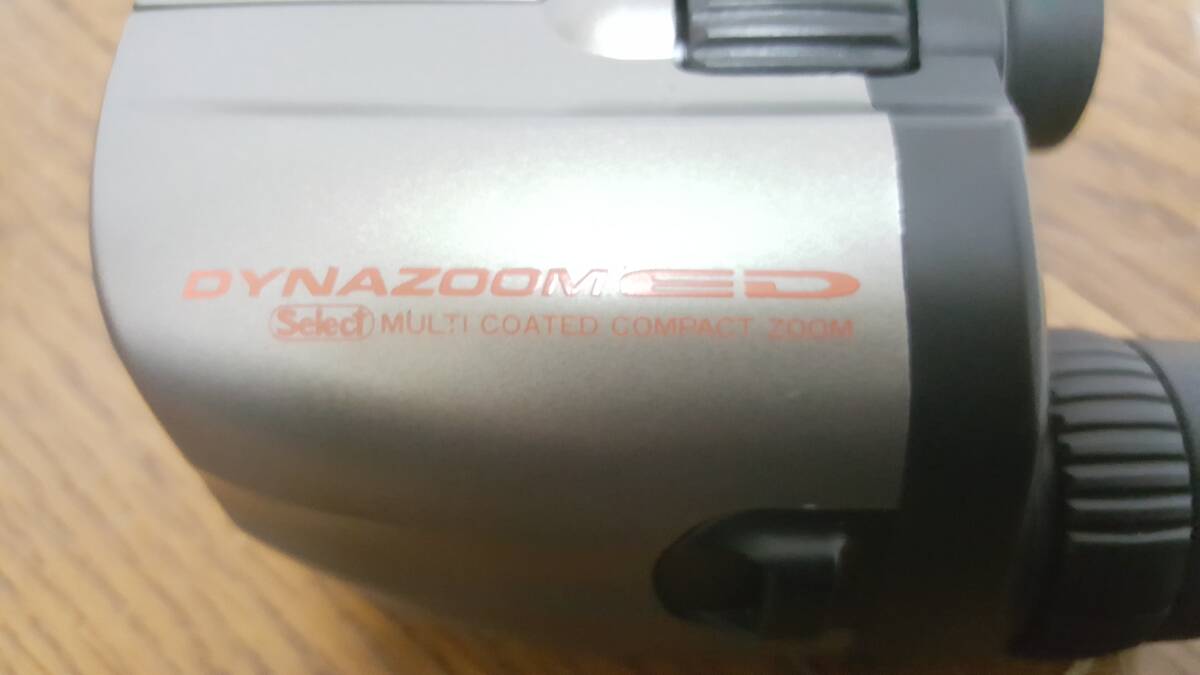 DYNAZOOM ED
Select MULTI COATED COMPACT ZOOM